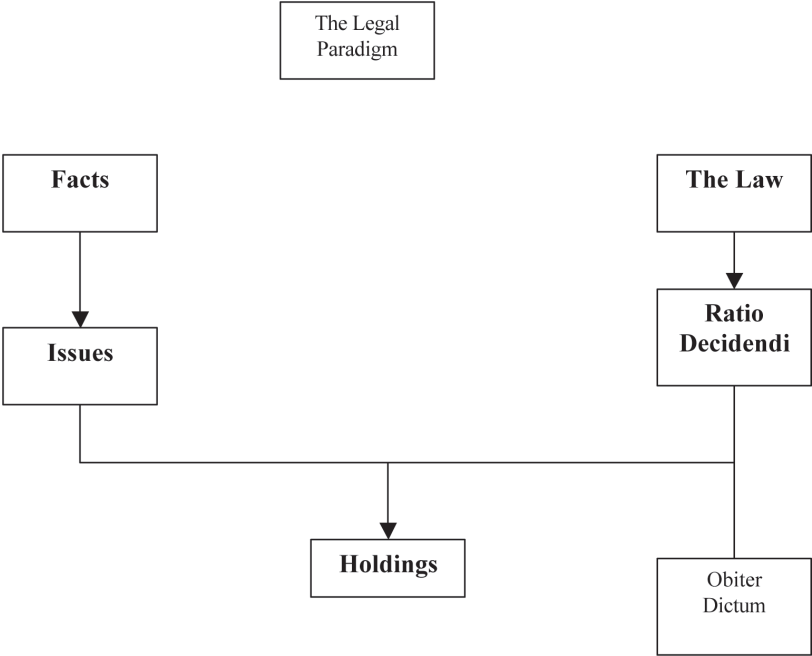 The Legal
Paradigm
Facts
The Law
Issues
Ratio
Decidendi
Holdings
Obiter
Dictum